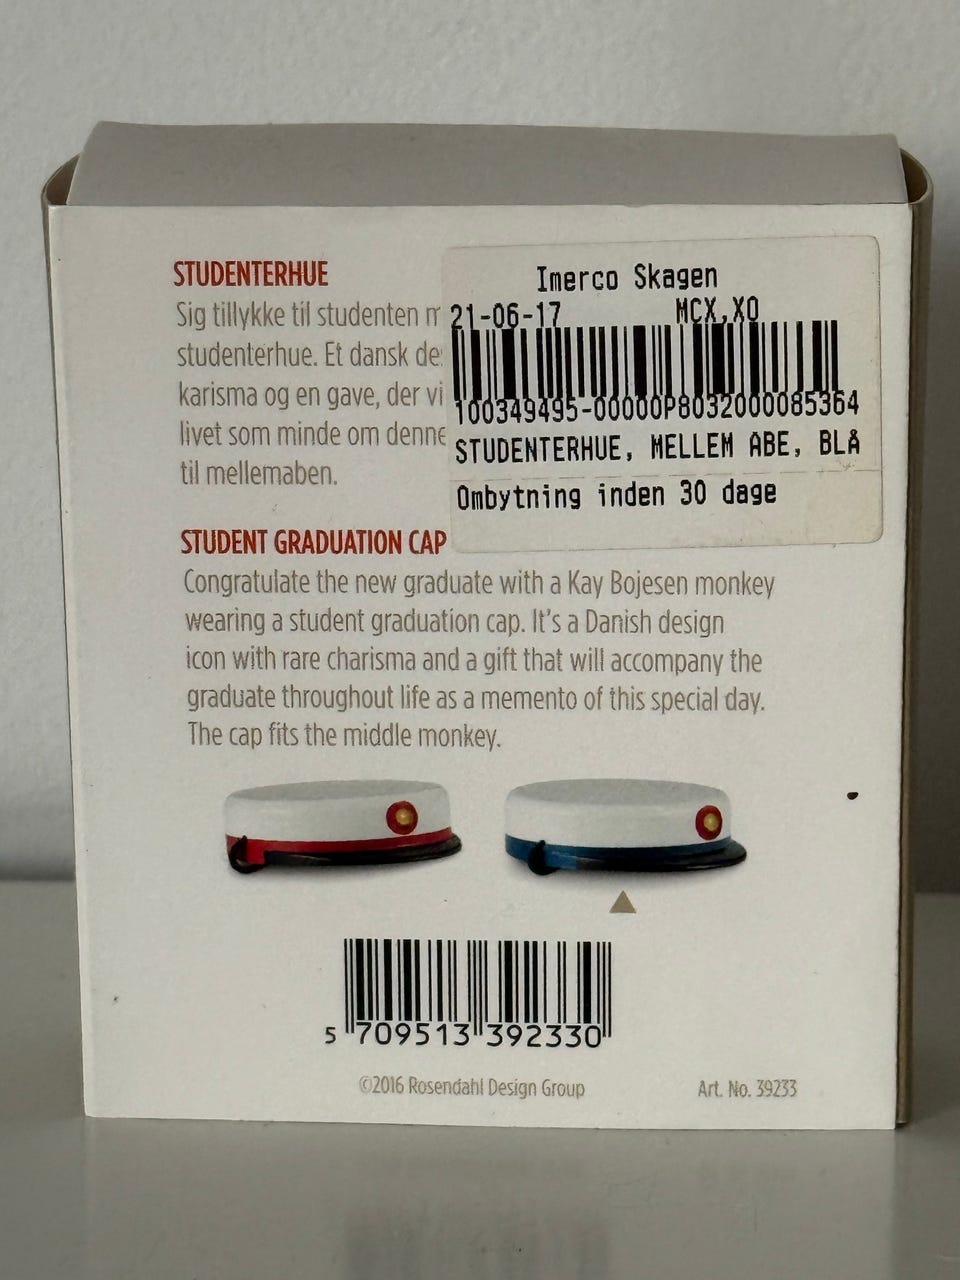 STUDENTERHUE
Sig tillykke til studenten
studenterhue. Et dansk
karisma og en gave, der vi
livet som minde om denne
til mellemaben.
Imerco Skagen
21-06-17 MCX,XO
100349495-00000P8032000085364
STUDENTERHUE, MELLEM ABE, BLÅ
Ombytning inden 30 dage
STUDENT GRADUATION CAP
Congratulate the new graduate with a Kay Bojesen monkey
wearing a student graduation cap. It's a Danish design
icon with rare charisma and a gift that will accompany the
graduate throughout life as a memento of this special day.
The cap fits the middle monkey.
5 709513 392330
©2016 Rosendahl Design Group
Art. No. 39233